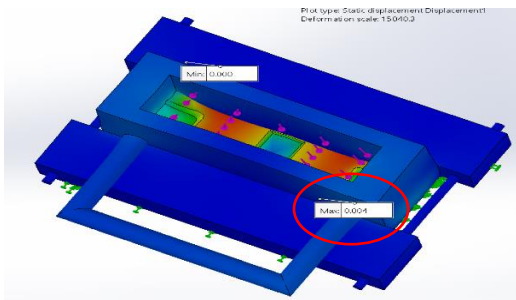 Plot type: Static displacement Displacement1
Deformation scale: 15040.3
Min: 0.000
Max: 0.004